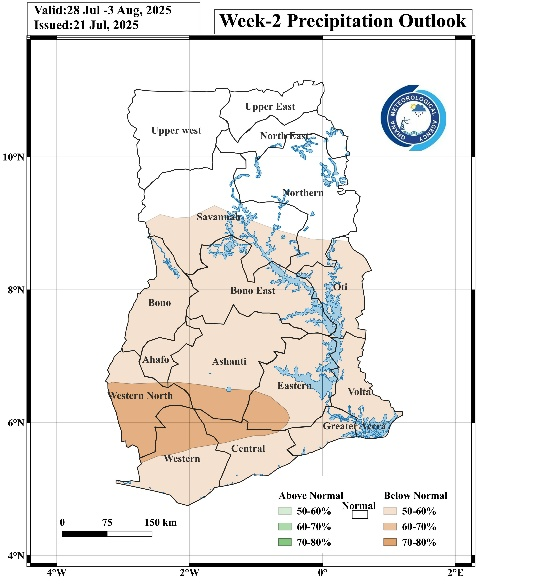 Valid:28 Jul -3 Aug, 2025
Issued:21 Jul, 2025
Week-2 Precipitation Outlook
Upper East
Upper west
North East
10°N
Northern
Savannah
8°N
Bono East
Oti
Bono
Ahafo
Ashanti
Eastern
Volta
Western North
6°N
Greater Accra
Central
Western
Above Normal
Normal
Below Normal
50-60%
50-60%
60-70%
60-70%
70-80%
70-80%
0 75 150 km
4°N
4°W 2°W 0° 2°E
GHANA METEOROLOGICAL AGENCY